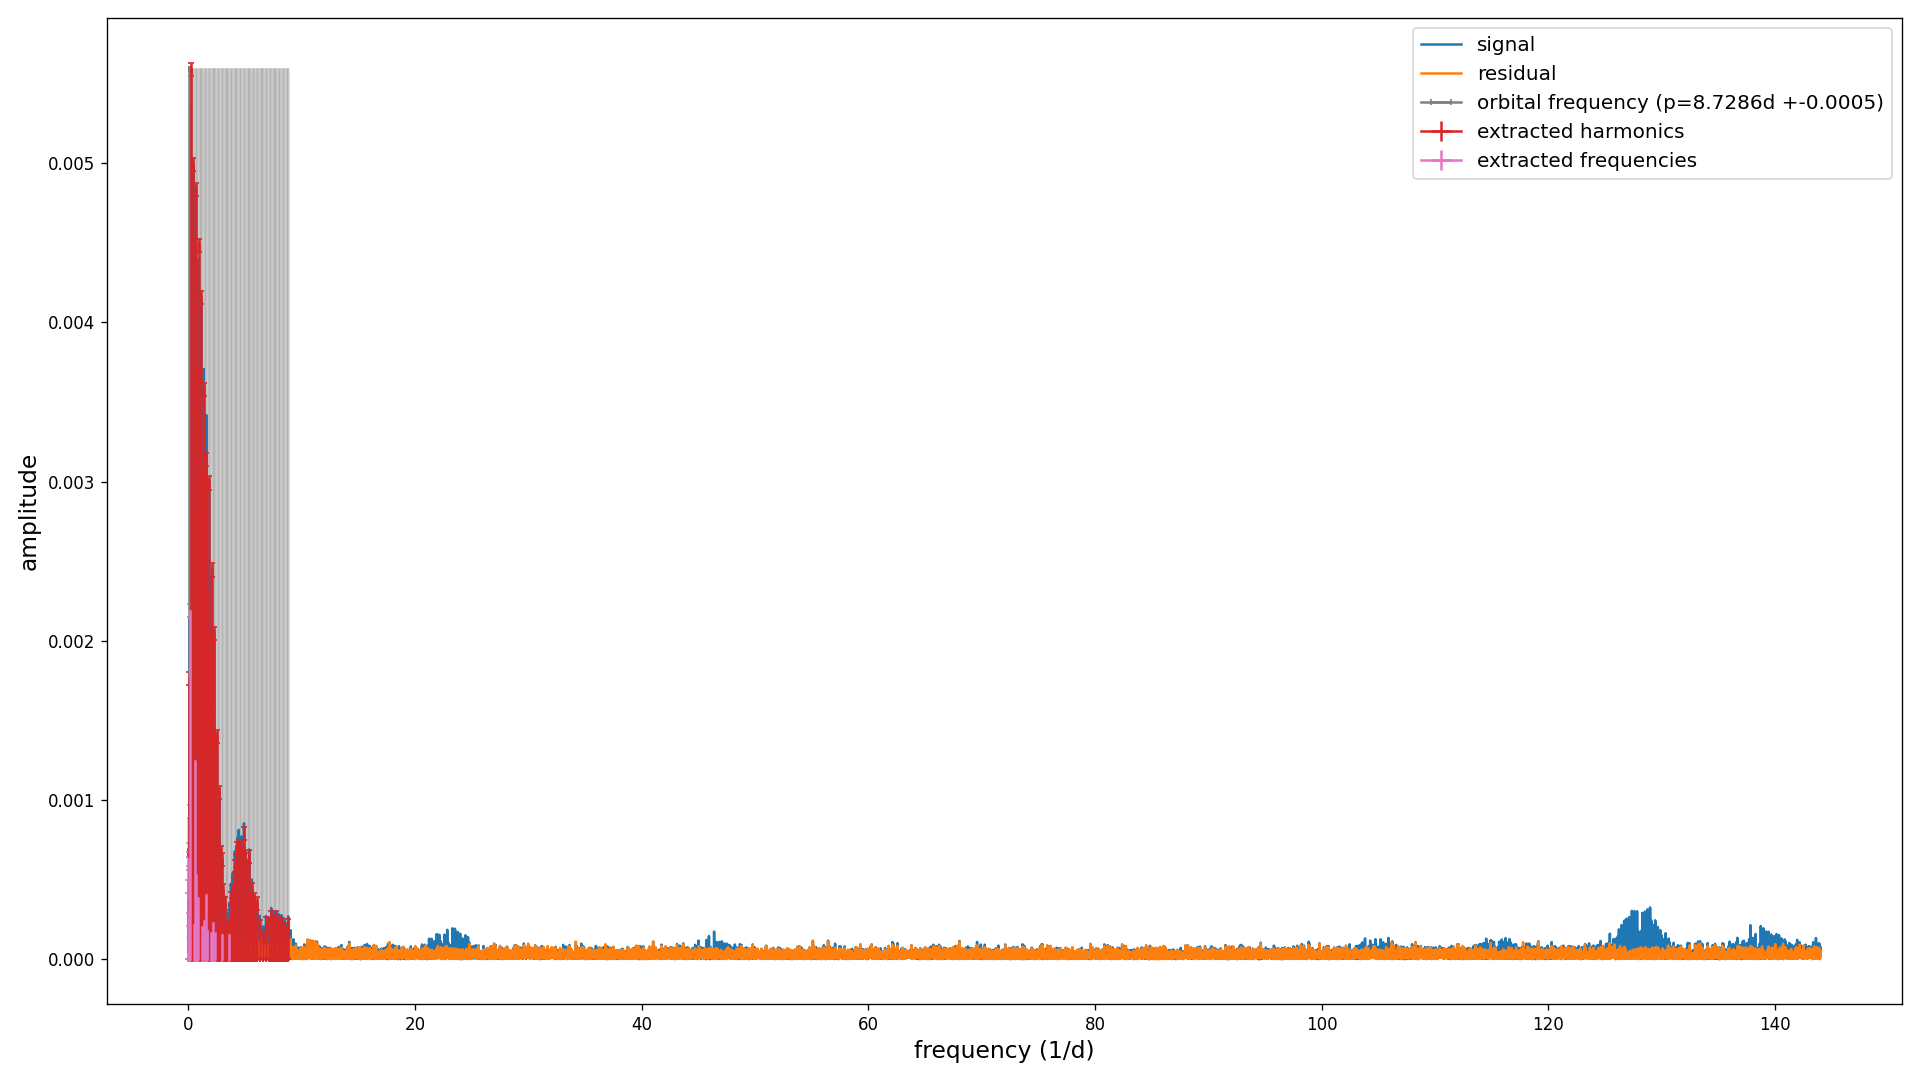 signal
residual
orbital frequency (p=8.7286d +-0.0005)
extracted harmonics
extracted frequencies
amplitude
0.005
0.004
0.003
0.002
0.001
0.000
0 20 40 60 80 100 120 140
frequency (1/d)